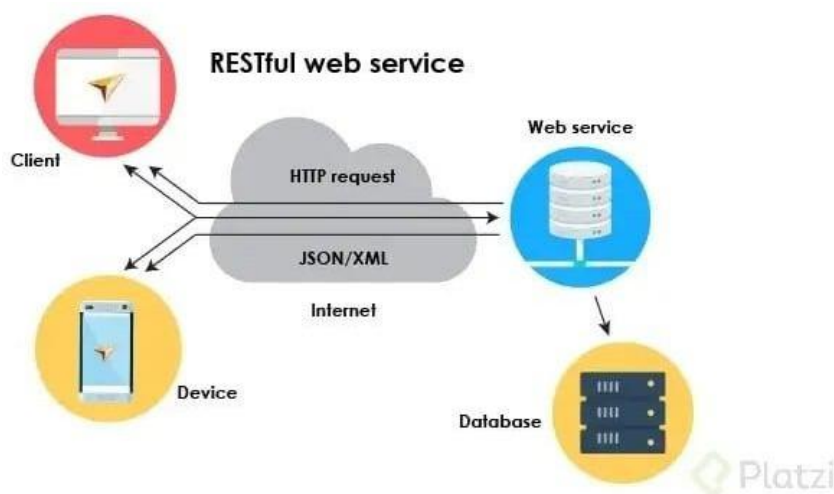 RESTful web service
Web service
Client
HTTP request
JSON/XML
Internet
Device
Database
Platzi